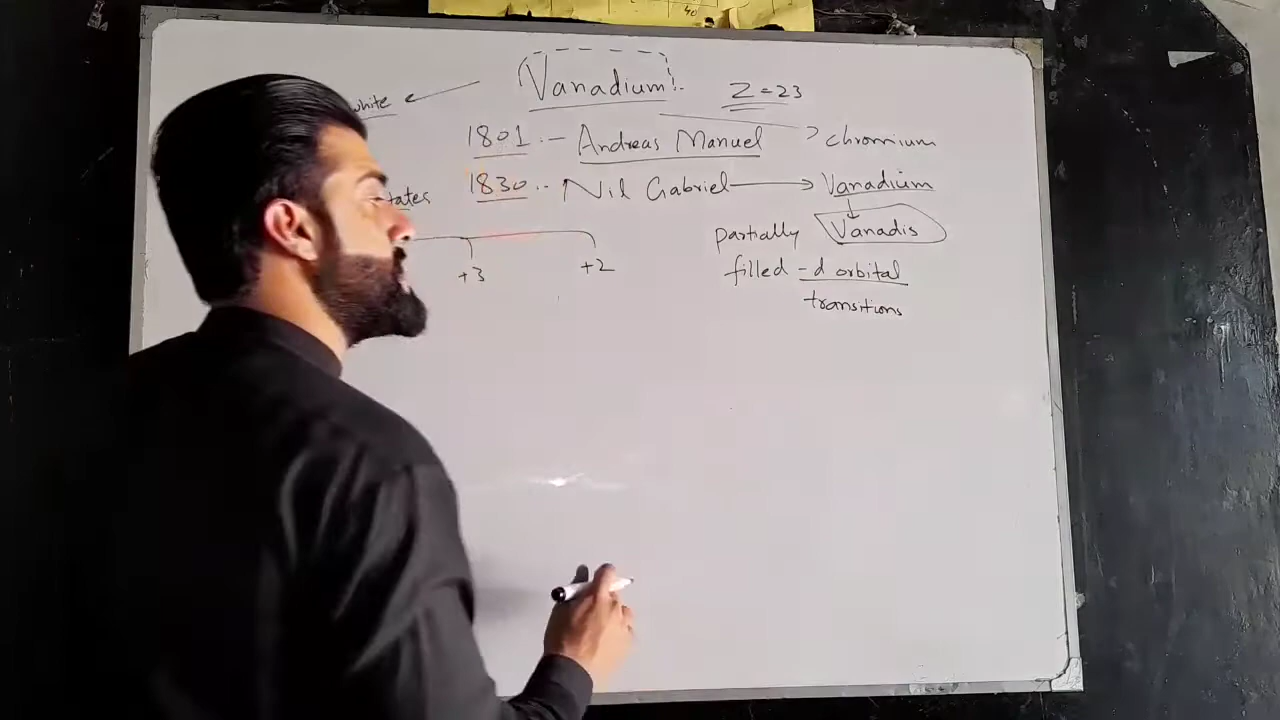 Vanadium
Z = 23
white
1801 :- Andreas Manuel
chromium
1830 .. Nil Gabriel → Vanadium
tates
Vanadis
partially
filled - d orbital
transitions
+3
+2
40